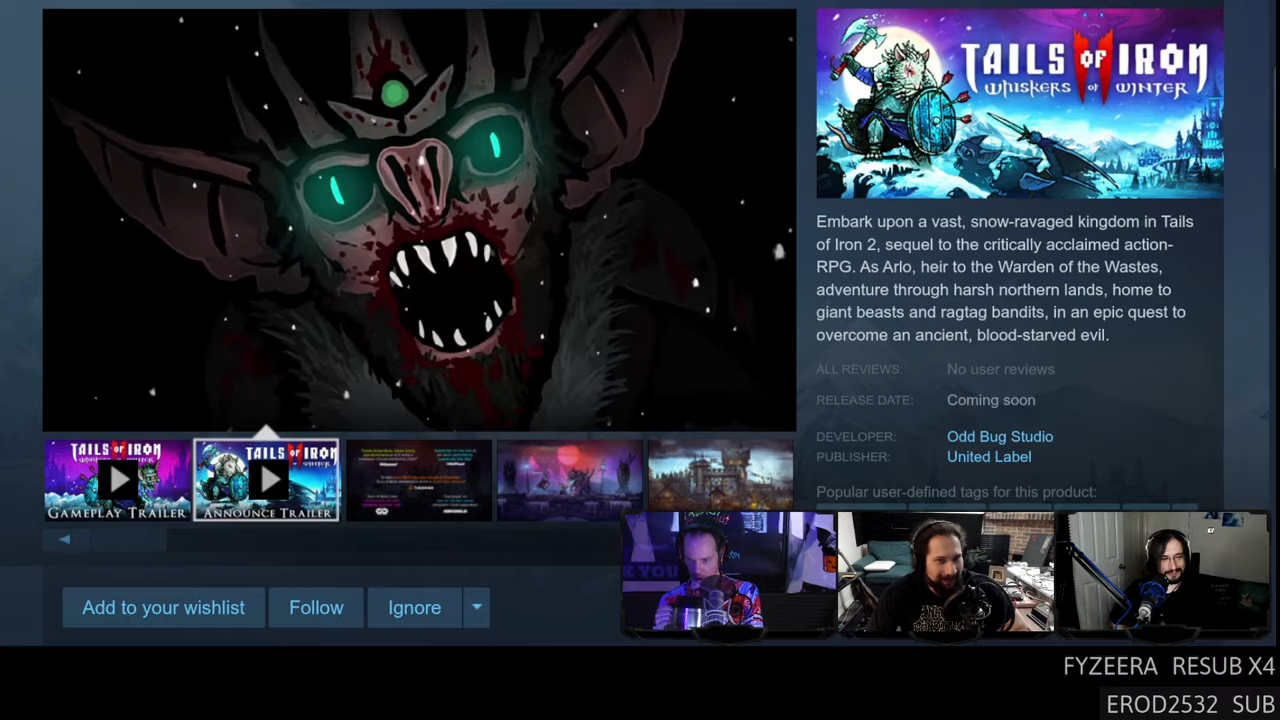 TAILS OF IRON
II
WHISKERS OF WINTER
Embark upon a vast, snow-ravaged kingdom in Tails
of Iron 2, sequel to the critically acclaimed action-
RPG. As Arlo, heir to the Warden of the Wastes,
adventure through harsh northern lands, home to
giant beasts and ragtag bandits, in an epic quest to
overcome an ancient, blood-starved evil.
ALL REVIEWS: No user reviews
RELEASE DATE: Coming soon
DEVELOPER: Odd Bug Studio
PUBLISHER: United Label
Popular user-defined tags for this product:
TAILS OF IRON
GAMEPLAY TRAILER
TAILS OF IRON
ANNOUNCE TRAILER
Add to your wishlist
Follow
Ignore
FYZEERA RESUB X4
EROD2532 SUB